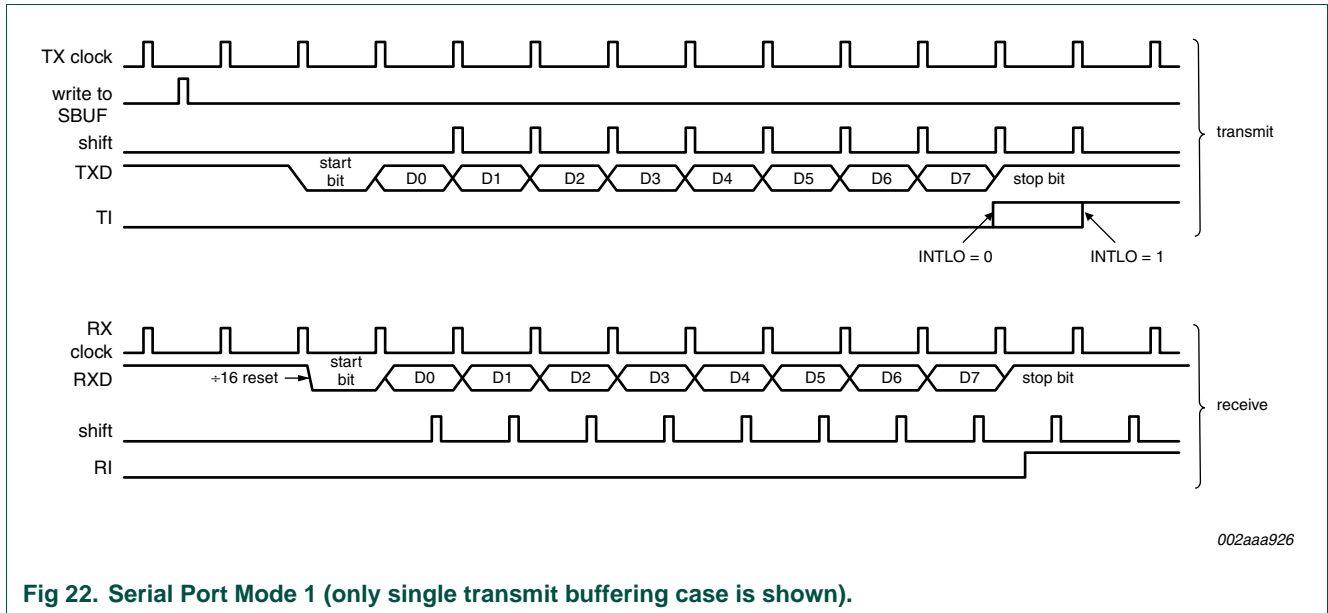 TX clock
write to
SBUF
shift
transmit
TXD
start
bit
D0 D1 D2 D3 D4 D5 D6 D7 stop bit
TI
INTLO = 0 INTLO = 1
RX
clock
RXD
÷16 reset
start
bit
D0 D1 D2 D3 D4 D5 D6 D7 stop bit
receive
shift
RI
002aaa926
Fig 22. Serial Port Mode 1 (only single transmit buffering case is shown).